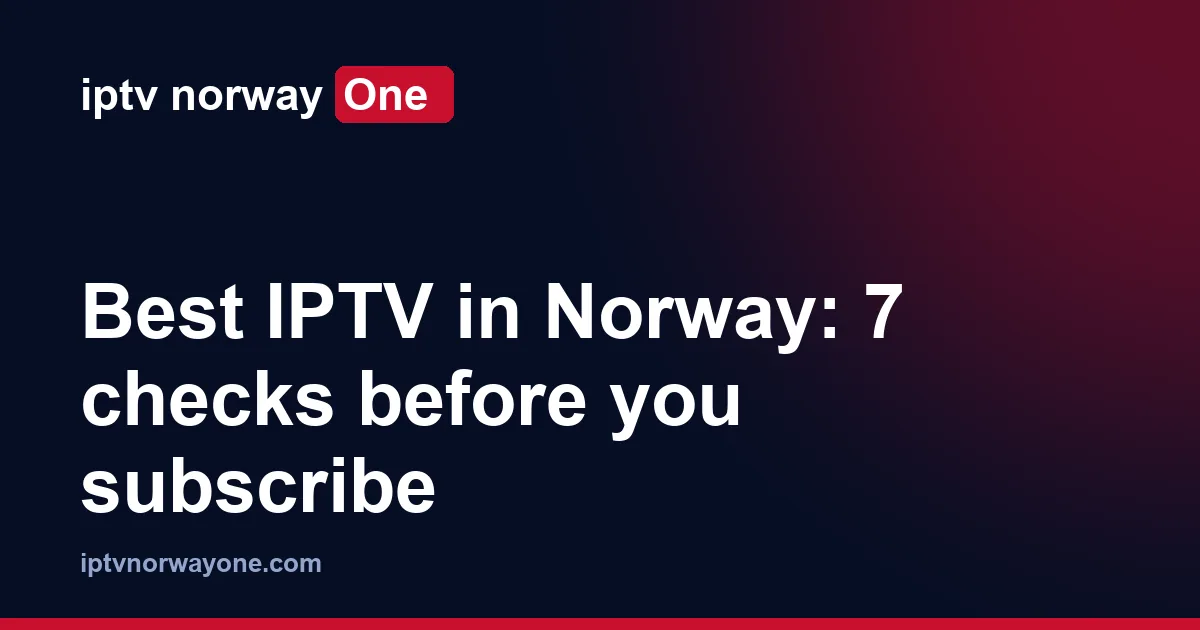 iptv norway One
Best IPTV in Norway: 7
checks before you
subscribe
iptvnorwayone.com